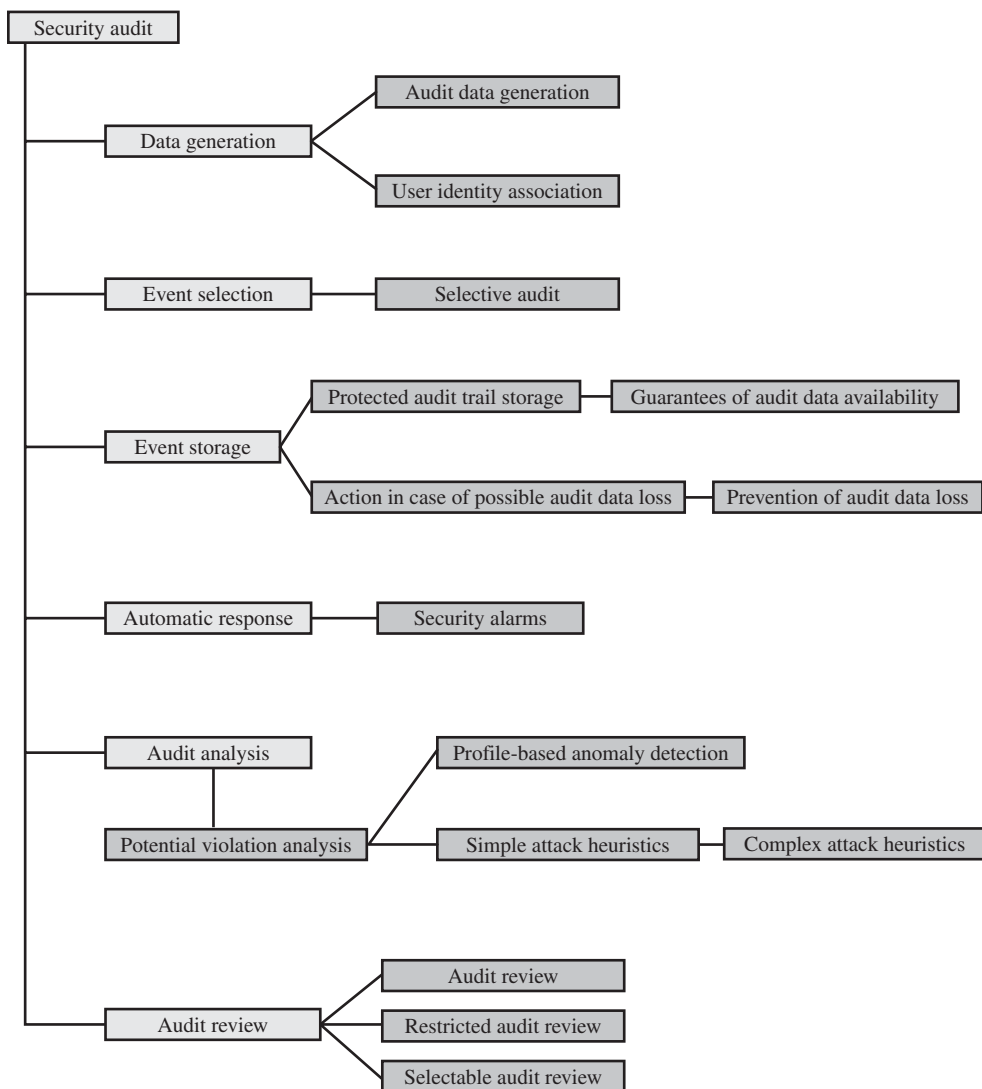 Security audit
Audit data generation
Data generation
User identity association
Event selection
Selective audit
Protected audit trail storage
Guarantees of audit data availability
Event storage
Action in case of possible audit data loss
Prevention of audit data loss
Automatic response
Security alarms
Audit analysis
Profile-based anomaly detection
Potential violation analysis
Simple attack heuristics
Complex attack heuristics
Audit review
Audit review
Restricted audit review
Selectable audit review